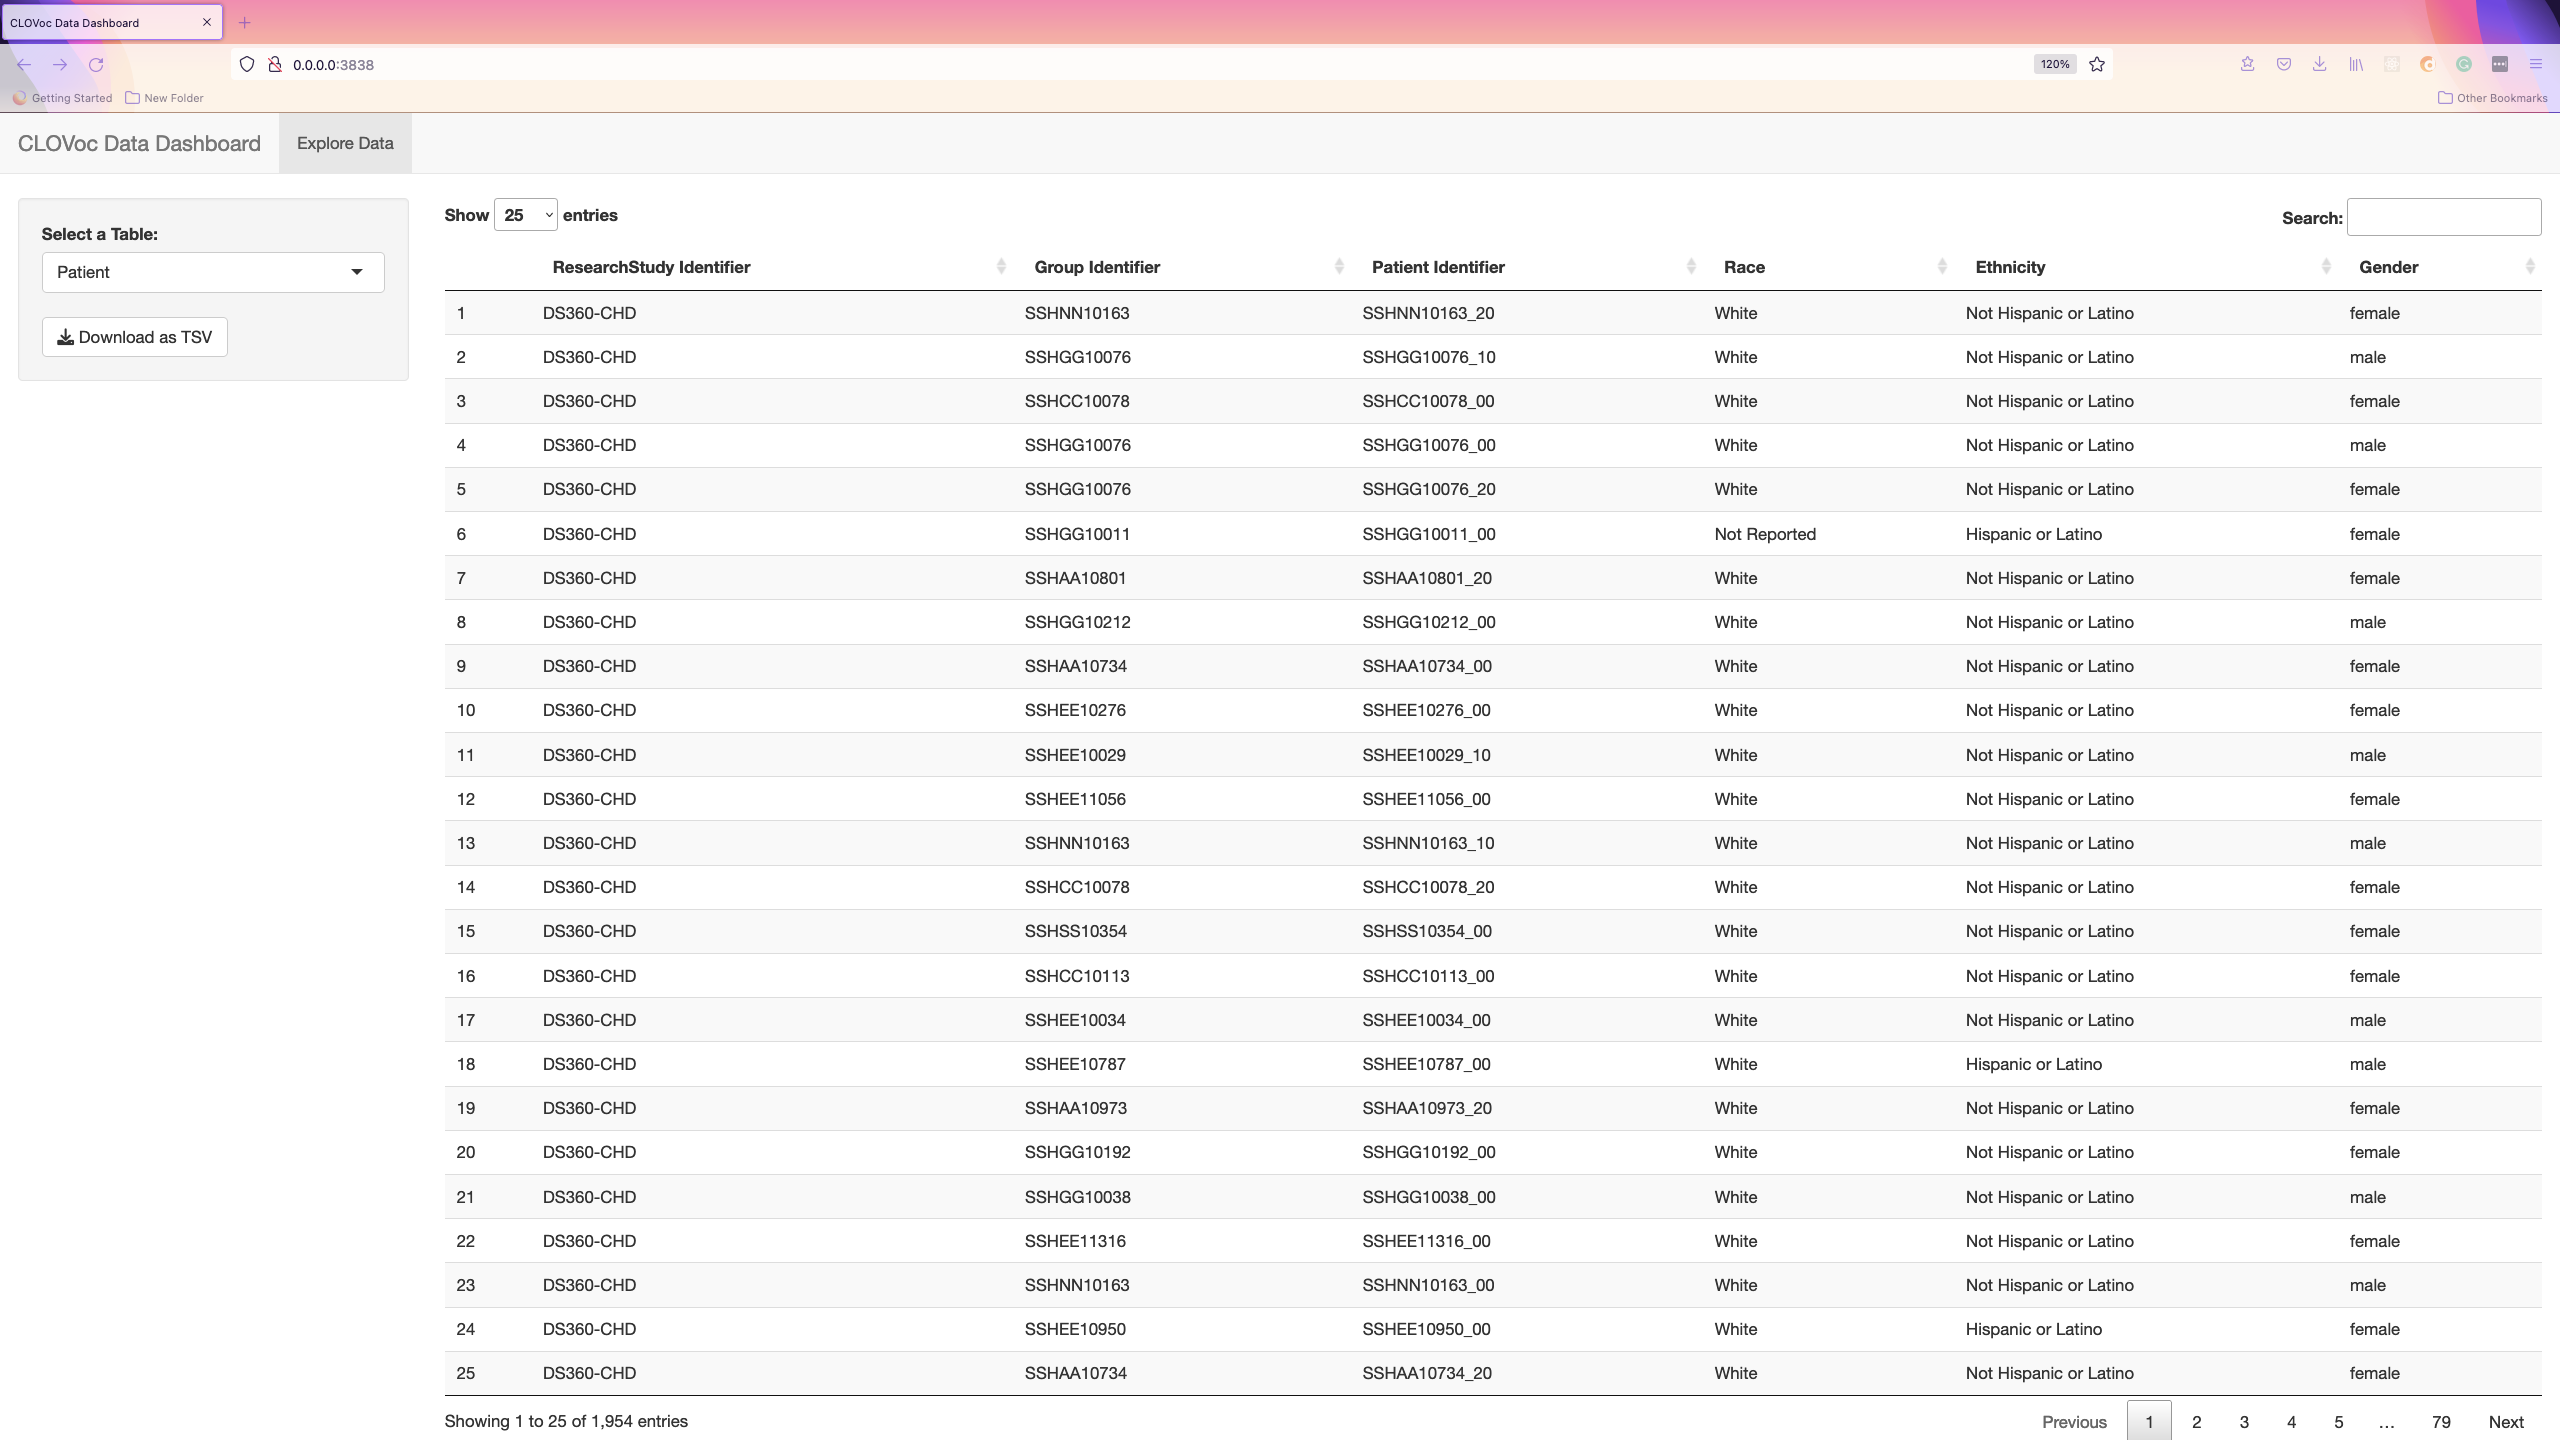 CLOVoc Data Dashboard
0.0.0.0:3838
120%
Getting Started New Folder Other Bookmarks
CLOVoc Data Dashboard Explore Data
Select a Table:
Patient
Download as TSV
Show 25 entries Search:
ResearchStudy Identifier Group Identifier Patient Identifier Race Ethnicity Gender
1 DS360-CHD SSHNN10163 SSHNN10163_20 White Not Hispanic or Latino female
2 DS360-CHD SSHGG10076 SSHGG10076_10 White Not Hispanic or Latino male
3 DS360-CHD SSHCC10078 SSHCC10078_00 White Not Hispanic or Latino female
4 DS360-CHD SSHGG10076 SSHGG10076_00 White Not Hispanic or Latino male
5 DS360-CHD SSHGG10076 SSHGG10076_20 White Not Hispanic or Latino female
6 DS360-CHD SSHGG10011 SSHGG10011_00 Not Reported Hispanic or Latino female
7 DS360-CHD SSHAA10801 SSHAA10801_20 White Not Hispanic or Latino female
8 DS360-CHD SSHGG10212 SSHGG10212_00 White Not Hispanic or Latino male
9 DS360-CHD SSHAA10734 SSHAA10734_00 White Not Hispanic or Latino female
10 DS360-CHD SSHEE10276 SSHEE10276_00 White Not Hispanic or Latino female
11 DS360-CHD SSHEE10029 SSHEE10029_10 White Not Hispanic or Latino male
12 DS360-CHD SSHEE11056 SSHEE11056_00 White Not Hispanic or Latino female
13 DS360-CHD SSHNN10163 SSHNN10163_10 White Not Hispanic or Latino male
14 DS360-CHD SSHCC10078 SSHCC10078_20 White Not Hispanic or Latino female
15 DS360-CHD SSHSS10354 SSHSS10354_00 White Not Hispanic or Latino female
16 DS360-CHD SSHCC10113 SSHCC10113_00 White Not Hispanic or Latino female
17 DS360-CHD SSHEE10034 SSHEE10034_00 White Not Hispanic or Latino male
18 DS360-CHD SSHEE10787 SSHEE10787_00 White Hispanic or Latino male
19 DS360-CHD SSHAA10973 SSHAA10973_20 White Not Hispanic or Latino female
20 DS360-CHD SSHGG10192 SSHGG10192_00 White Not Hispanic or Latino female
21 DS360-CHD SSHGG10038 SSHGG10038_00 White Not Hispanic or Latino male
22 DS360-CHD SSHEE11316 SSHEE11316_00 White Not Hispanic or Latino female
23 DS360-CHD SSHNN10163 SSHNN10163_00 White Not Hispanic or Latino male
24 DS360-CHD SSHEE10950 SSHEE10950_00 White Hispanic or Latino female
25 DS360-CHD SSHAA10734 SSHAA10734_20 White Not Hispanic or Latino female
Showing 1 to 25 of 1,954 entries Previous 1 2 3 4 5 … 79 Next